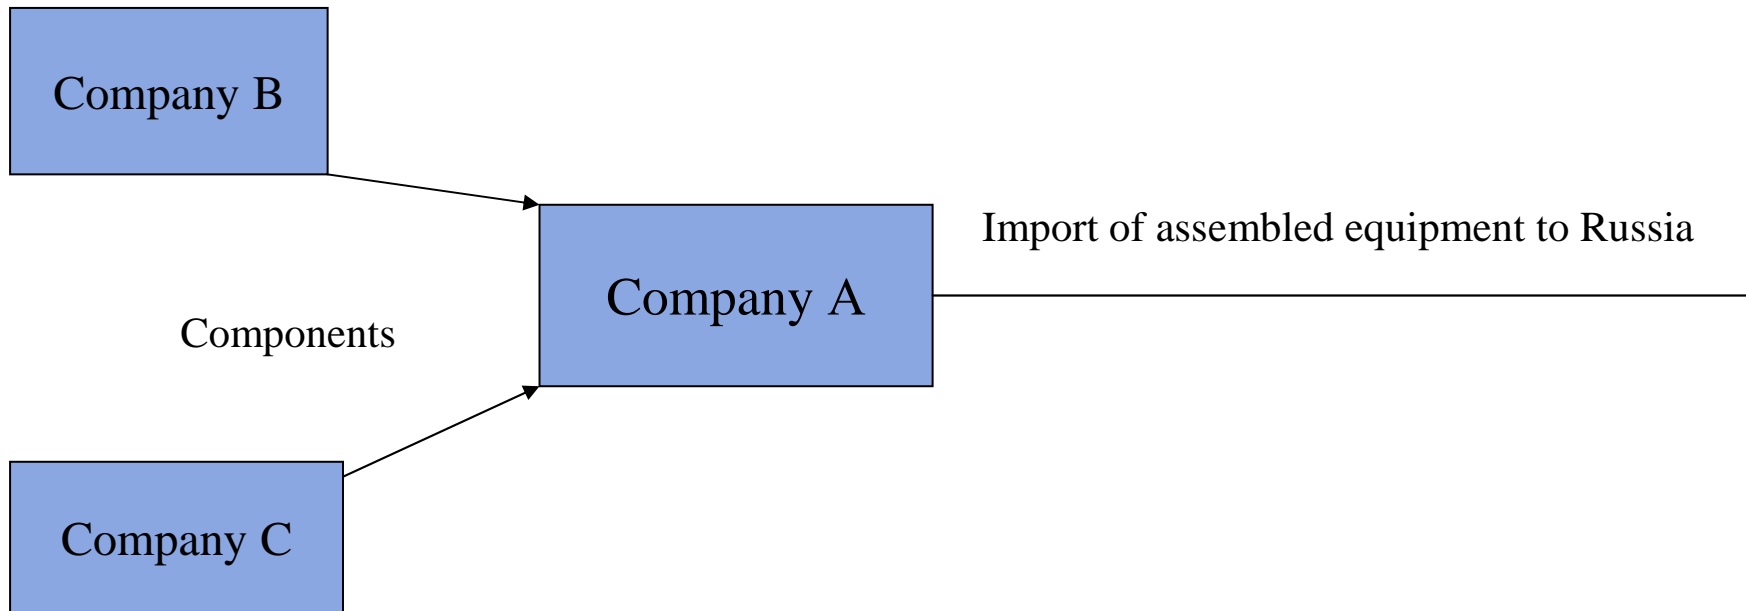 Company B
Import of assembled equipment to Russia
Company A
Components
Company C